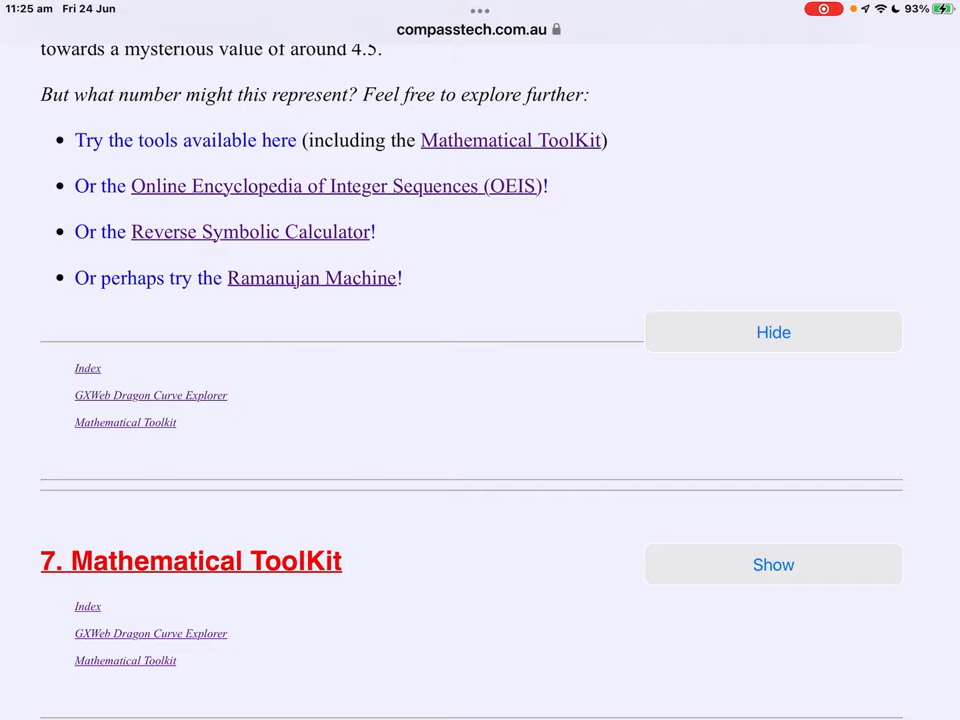 11:25 am Fri 24 Jun
93%
compasstech.com.au
towards a mysterious value of around 4.5.
But what number might this represent? Feel free to explore further:
• Try the tools available here (including the Mathematical ToolKit)
• Or the Online Encyclopedia of Integer Sequences (OEIS)!
• Or the Reverse Symbolic Calculator!
• Or perhaps try the Ramanujan Machine!
Hide
Index
GXWeb Dragon Curve Explorer
Mathematical Toolkit
7. Mathematical ToolKit
Show
Index
GXWeb Dragon Curve Explorer
Mathematical Toolkit